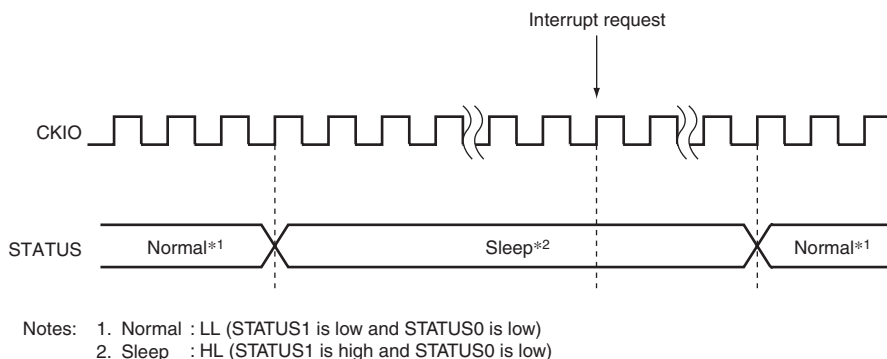 Interrupt request
CKIO
STATUS
Normal*1
Sleep*2
Normal*1
Notes: 1. Normal : LL (STATUS1 is low and STATUS0 is low)
2. Sleep : HL (STATUS1 is high and STATUS0 is low)